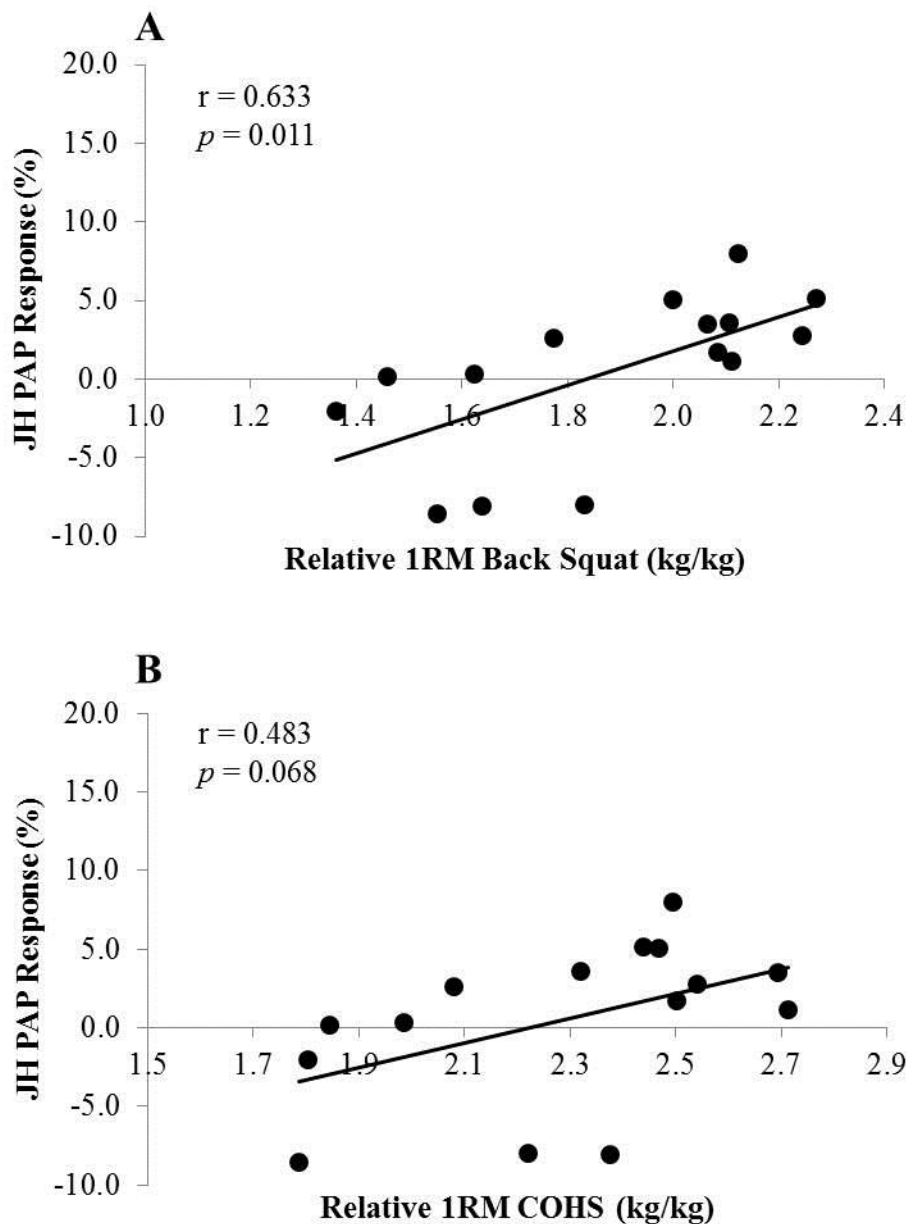 A
20.0
15.0
10.0
5.0
0.0
-5.0
-10.0
JH PAP Response (%)
r = 0.633
p = 0.011
1.0 1.2 1.4 1.6 1.8 2.0 2.2 2.4
Relative 1RM Back Squat (kg/kg)
B
20.0
15.0
10.0
5.0
0.0
-5.0
-10.0
JH PAP Response (%)
r = 0.483
p = 0.068
1.5 1.7 1.9 2.1 2.3 2.5 2.7 2.9
Relative 1RM COHS (kg/kg)